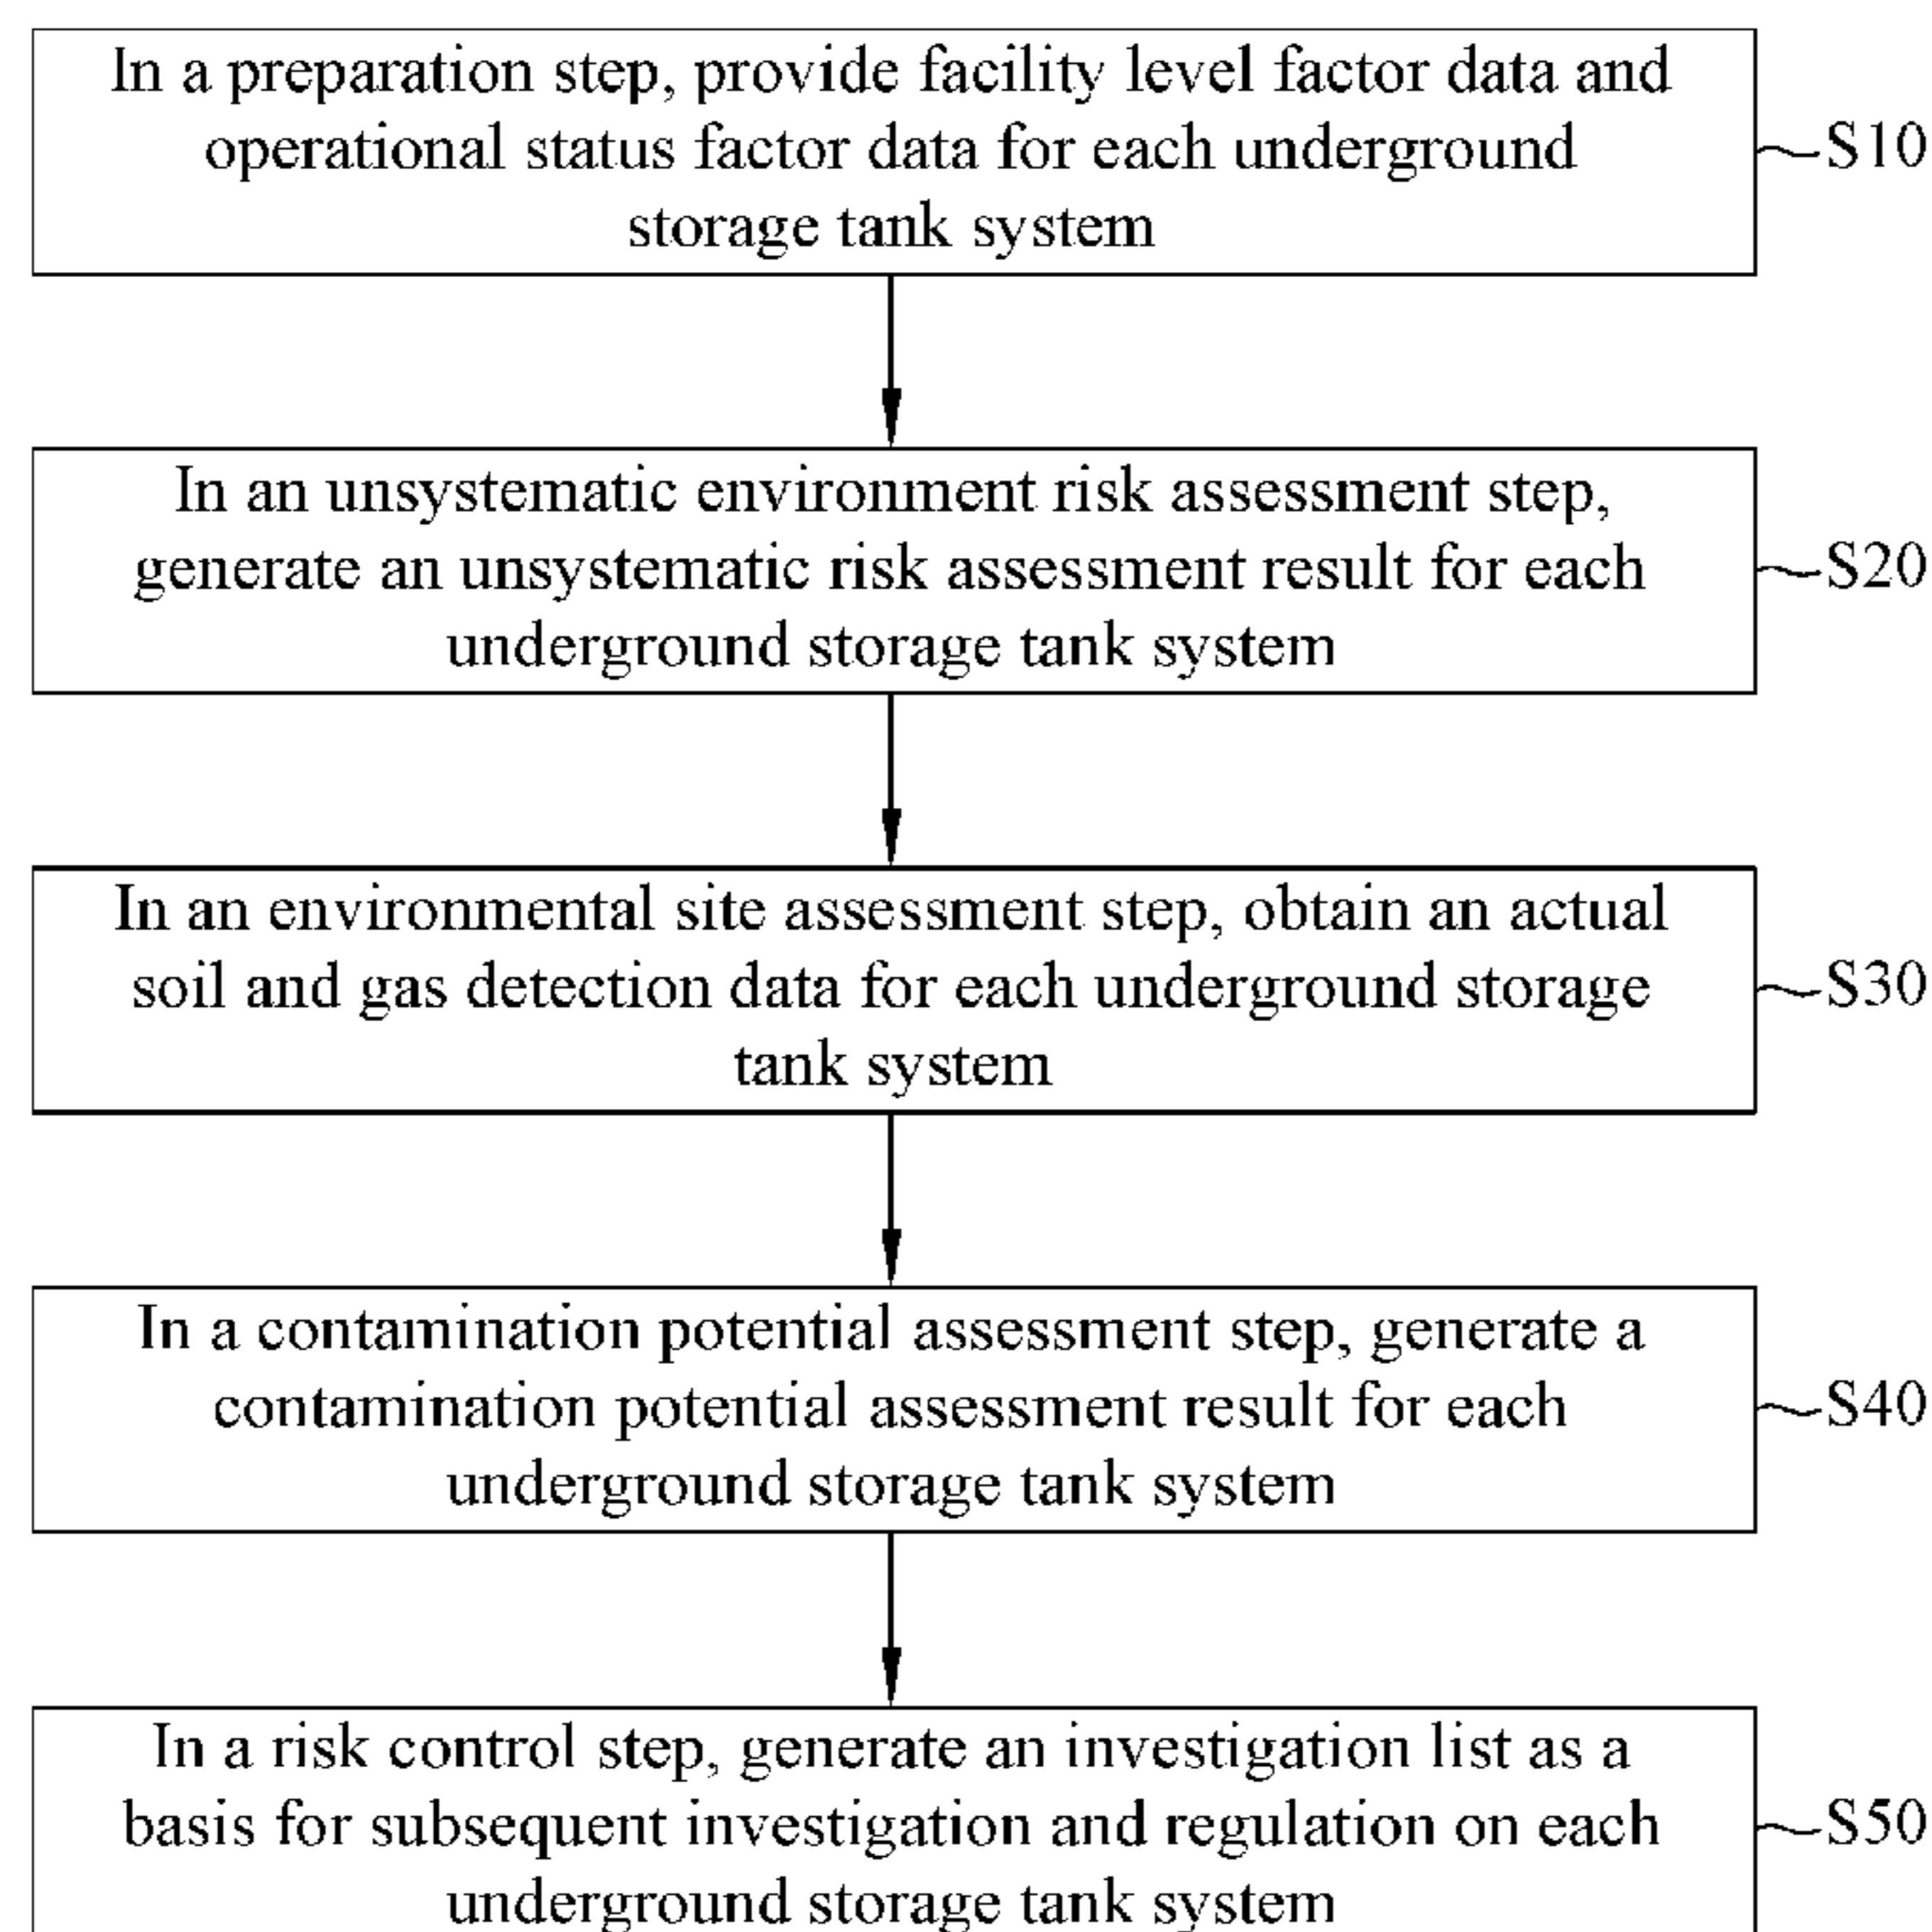 In a preparation step, provide facility level factor data and
operational status factor data for each underground
storage tank system
S10
In an unsystematic environment risk assessment step,
generate an unsystematic risk assessment result for each
underground storage tank system
S20
In an environmental site assessment step, obtain an actual
soil and gas detection data for each underground storage
tank system
S30
In a contamination potential assessment step, generate a
contamination potential assessment result for each
underground storage tank system
S40
In a risk control step, generate an investigation list as a
basis for subsequent investigation and regulation on each
underground storage tank system
S50